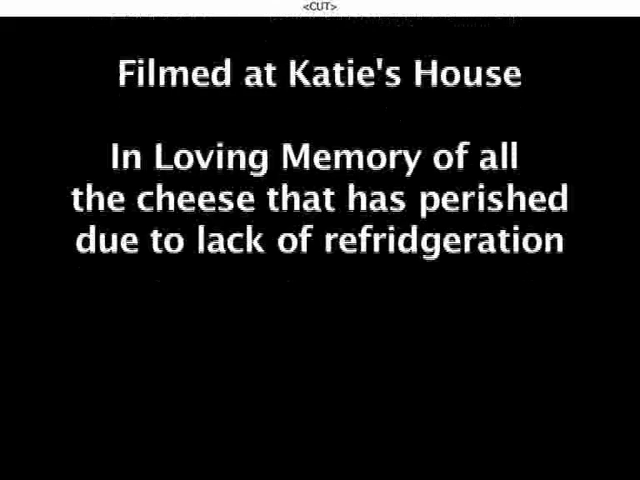 <CUT>
Filmed at Katie's House
In Loving Memory of all
the cheese that has perished
due to lack of refridgeration